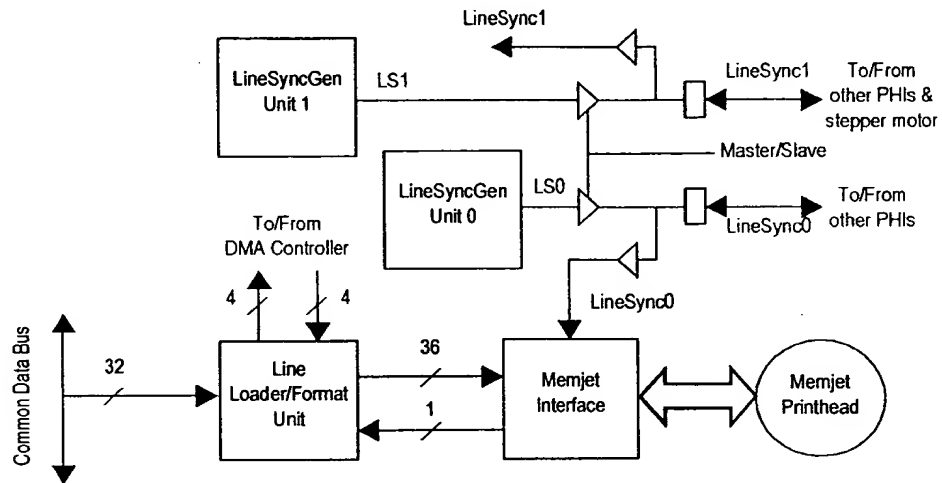 LineSync1
LineSyncGen
Unit 1
LS1
LineSync1
To/From
other PHIs &
stepper motor
Master/Slave
LineSyncGen
Unit 0
LS0
LineSync0
To/From
other PHIs
To/From
DMA Controller
4
4
LineSync0
Common Data Bus
32
Line
Loader/Format
Unit
36
1
Memjet
Interface
Memjet
Printhead